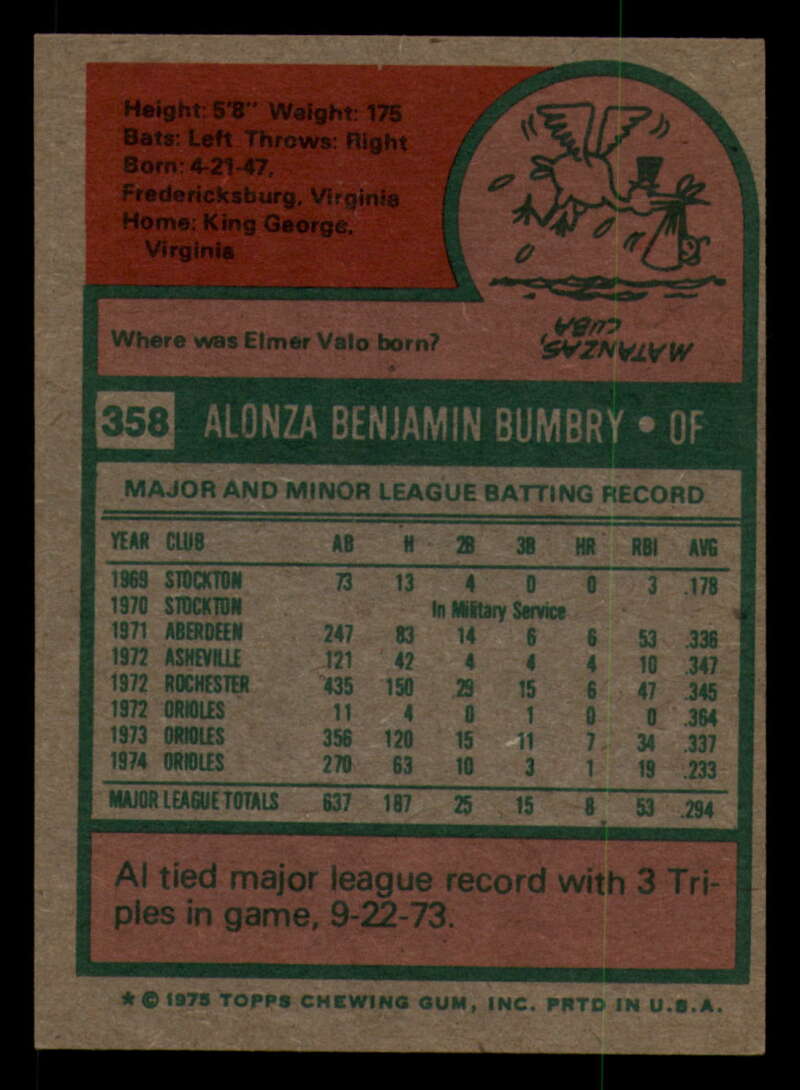 Height: 5'8" Weight: 175
Bats: Left Throws: Right
Born: 4-21-47,
Fredericksburg, Virginia
Home: King George,
Virginia
Where was Elmer Valo born?
MATANZAS,
CUBA
358 ALONZA BENJAMIN BUMBRY • OF
MAJOR AND MINOR LEAGUE BATTING RECORD
YEAR CLUB AB H 2B 3B HR RBI AVG
1969 STOCKTON 73 13 4 0 0 3 .178
1970 STOCKTON In Military Service
1971 ABERDEEN 247 83 14 6 6 53 .336
1972 ASHEVILLE 121 42 4 4 4 10 .347
1972 ROCHESTER 435 150 29 15 6 47 .345
1972 ORIOLES 11 4 0 1 0 0 .364
1973 ORIOLES 356 120 15 11 7 34 .337
1974 ORIOLES 270 63 10 3 1 19 .233
MAJOR LEAGUE TOTALS 637 187 25 15 8 53 .294
Al tied major league record with 3 Tri-
ples in game, 9-22-73.
* © 1975 TOPPS CHEWING GUM, INC. PRTD IN U.S.A.